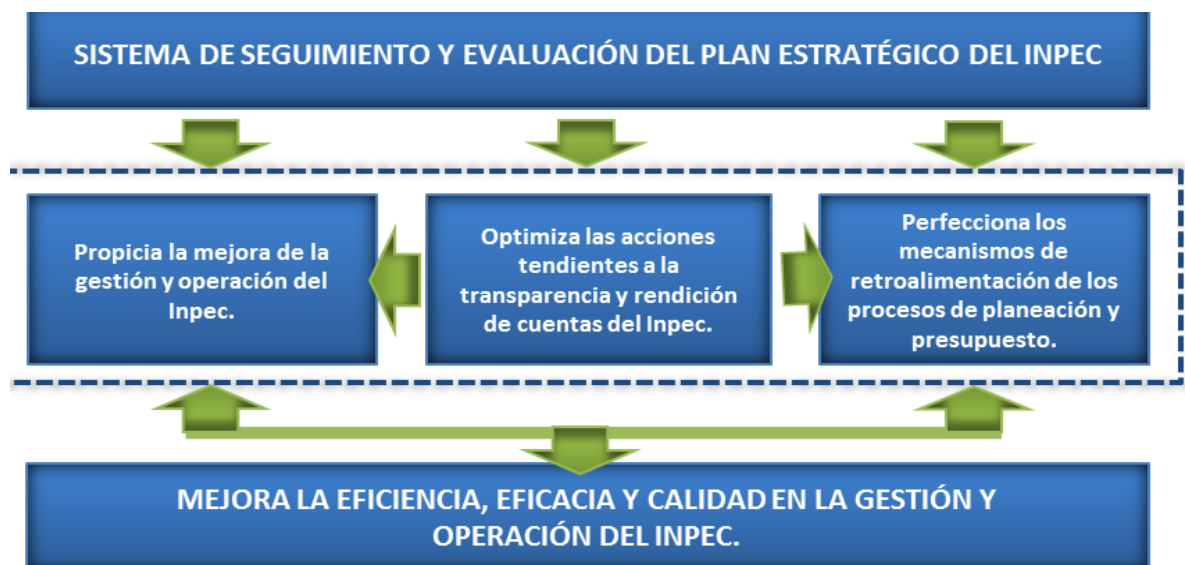 SISTEMA DE SEGUIMIENTO Y EVALUACIÓN DEL PLAN ESTRATÉGICO DEL INPEC
Propicia la mejora de la
gestión y operación del
Inpec.
Optimiza las acciones
tendientes a la
transparencia y rendición
de cuentas del Inpec.
Perfecciona los
mecanismos de
retroalimentación de los
procesos de planeación y
presupuesto.
MEJORA LA EFICIENCIA, EFICACIA Y CALIDAD EN LA GESTIÓN Y
OPERACIÓN DEL INPEC.